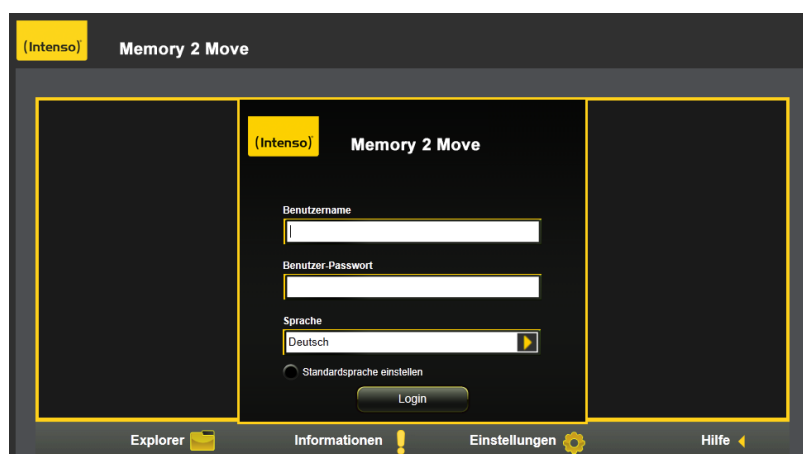 (Intenso)® Memory 2 Move
(Intenso)® Memory 2 Move
Benutzername
Benutzer-Passwort
Sprache
Deutsch
Standardsprache einstellen
Login
Explorer Informationen Einstellungen Hilfe